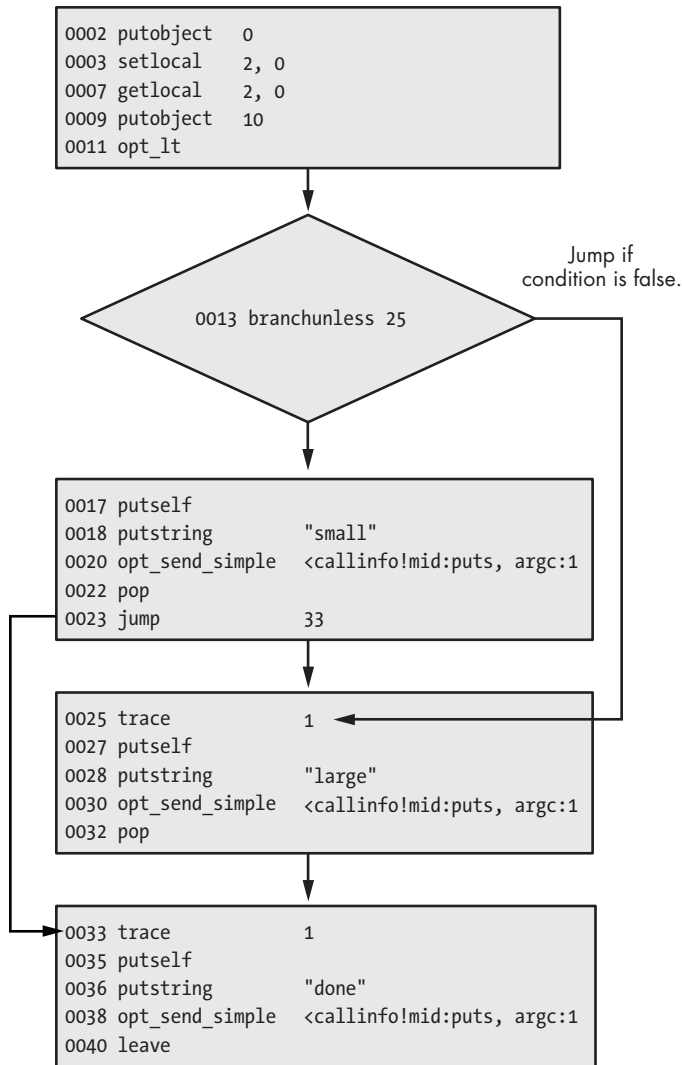 0002 putobject 0
0003 setlocal 2, 0
0007 getlocal 2, 0
0009 putobject 10
0011 opt_lt
Jump if
condition is false.
0013 branchunless 25
0017 putself
0018 putstring "small"
0020 opt_send_simple <callinfo!mid:puts, argc:1
0022 pop
0023 jump 33
0025 trace 1
0027 putself
0028 putstring "large"
0030 opt_send_simple <callinfo!mid:puts, argc:1
0032 pop
0033 trace 1
0035 putself
0036 putstring "done"
0038 opt_send_simple <callinfo!mid:puts, argc:1
0040 leave